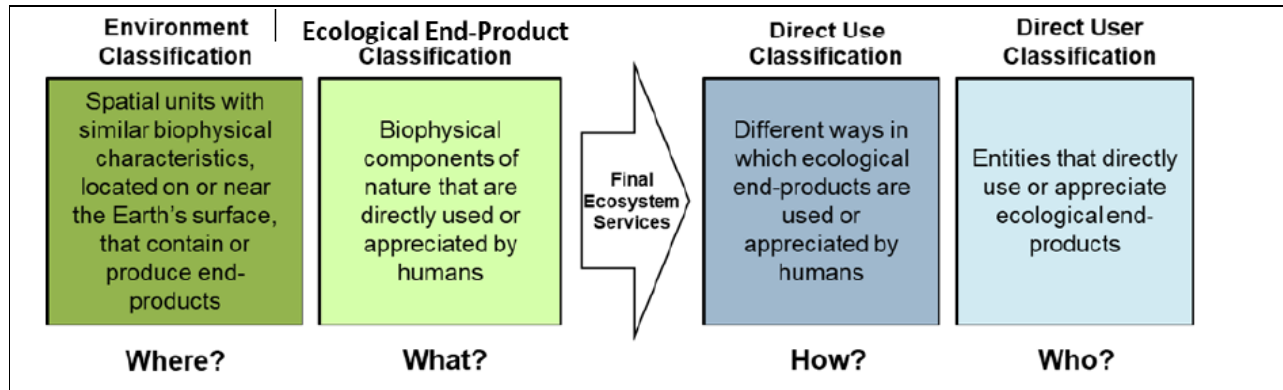 Environment
Classification
Spatial units with
similar biophysical
characteristics,
located on or near
the Earth's surface,
that contain or
produce end-
products
Where?
Ecological End-Product
Classification
Biophysical
components of
nature that are
directly used or
appreciated by
humans
What?
Final
Ecosystem
Services
Direct Use
Classification
Different ways in
which ecological
end-products are
used or
appreciated by
humans
How?
Direct User
Classification
Entities that directly
use or appreciate
ecological end-
products
Who?